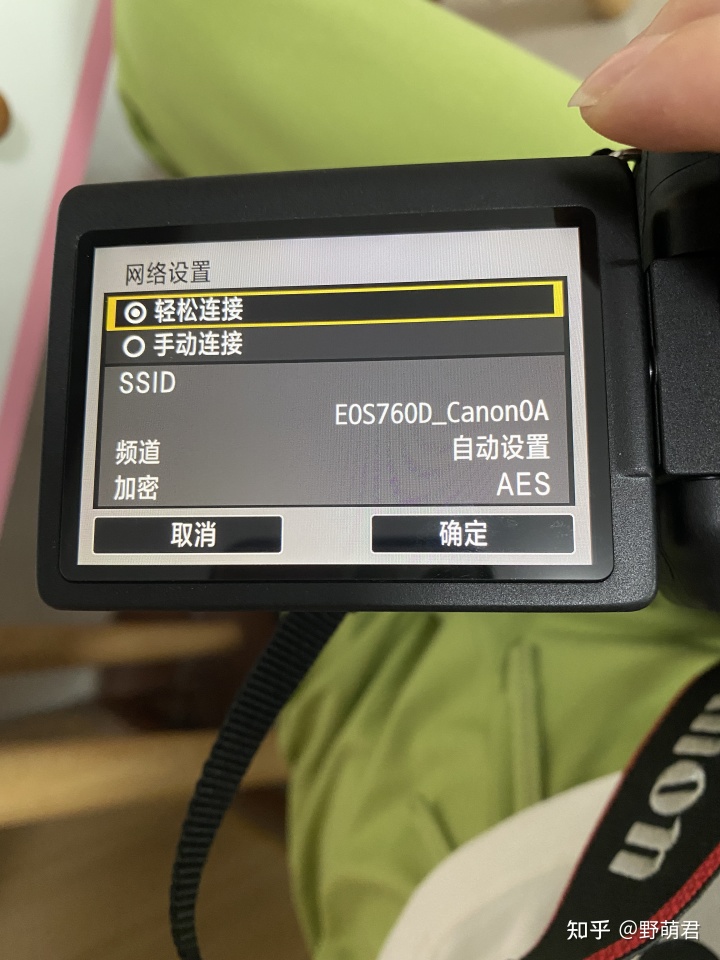 网络设置
轻松连接
手动连接
SSID
EOS760D_Canon0A
频道 自动设置
加密 AES
取消 确定
non
知乎 @野萌君